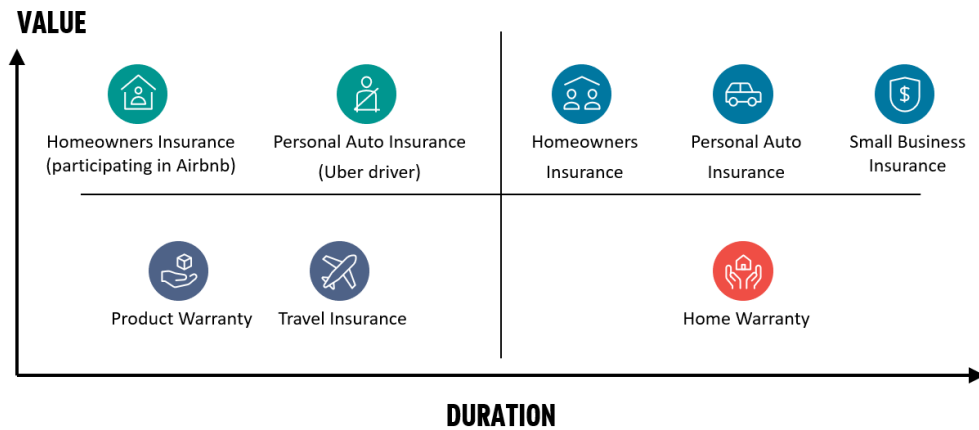 VALUE
Homeowners Insurance
(participating in Airbnb)
Personal Auto Insurance
(Uber driver)
Homeowners
Insurance
Personal Auto
Insurance
$
Small Business
Insurance
Product Warranty
Travel Insurance
Home Warranty
DURATION